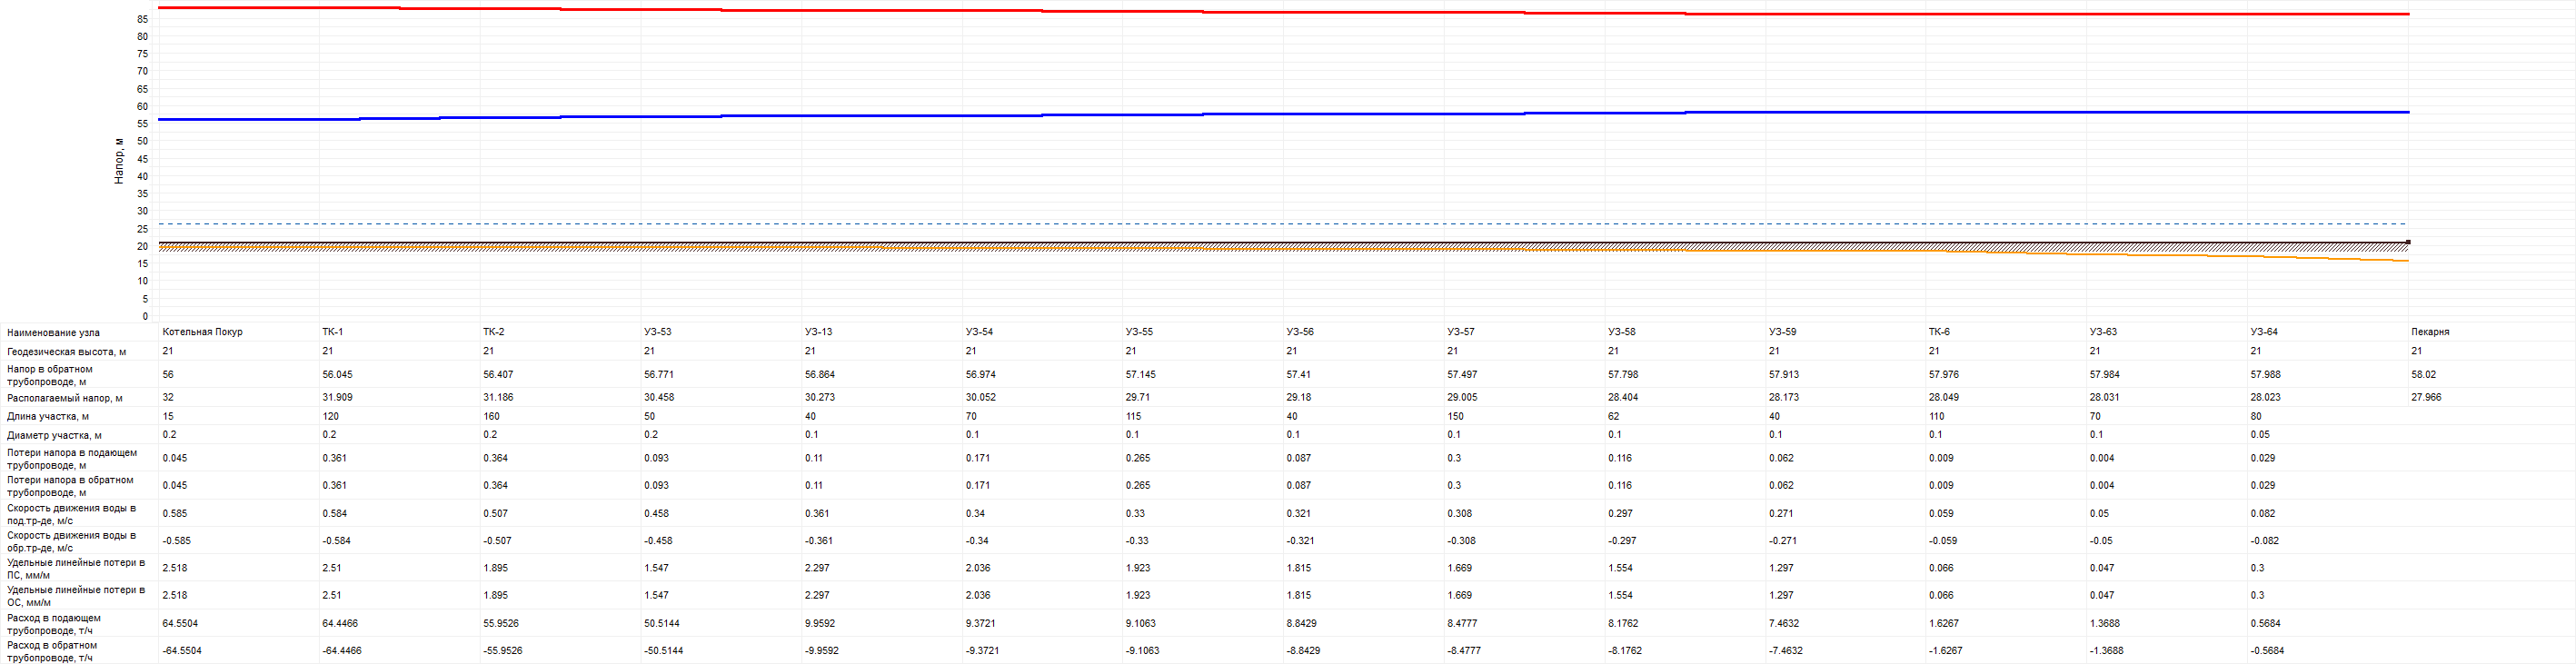 85
80
75
70
65
60
55
50
45
40
35
30
25
20
15
10
5
0
Напор, м
Наименование узла Котельная Покур ТК-1 ТК-2 УЗ-53 УЗ-13 УЗ-54 УЗ-55 УЗ-56 УЗ-57 УЗ-58 УЗ-59 ТК-6 УЗ-63 УЗ-64 Пекарня
Геодезическая высота, м 21 21 21 21 21 21 21 21 21 21 21 21 21 21 21
Напор в обратном
трубопроводе, м 56 56.045 56.407 56.771 56.864 56.974 57.145 57.41 57.497 57.798 57.913 57.976 57.984 57.988 58.02
Располагаемый напор, м 32 31.909 31.186 30.458 30.273 30.052 29.71 29.18 29.005 28.404 28.173 28.049 28.031 28.023 27.966
Длина участка, м 15 120 160 50 40 70 115 40 150 62 40 110 70 80
Диаметр участка, м 0.2 0.2 0.2 0.2 0.1 0.1 0.1 0.1 0.1 0.1 0.1 0.1 0.1 0.05
Потери напора в подающем
трубопроводе, м 0.045 0.361 0.364 0.093 0.11 0.171 0.265 0.087 0.3 0.116 0.062 0.009 0.004 0.029
Потери напора в обратном
трубопроводе, м 0.045 0.361 0.364 0.093 0.11 0.171 0.265 0.087 0.3 0.116 0.062 0.009 0.004 0.029
Скорость движения воды в
под.тр-де, м/с 0.585 0.584 0.507 0.458 0.361 0.34 0.33 0.321 0.308 0.297 0.271 0.059 0.05 0.082
Скорость движения воды в
обр.тр-де, м/с -0.585 -0.584 -0.507 -0.458 -0.361 -0.34 -0.33 -0.321 -0.308 -0.297 -0.271 -0.059 -0.05 -0.082
Удельные линейные потери в
ПС, мм/м 2.518 2.51 1.895 1.547 2.297 2.036 1.923 1.815 1.669 1.554 1.297 0.066 0.047 0.3
Удельные линейные потери в
ОС, мм/м 2.518 2.51 1.895 1.547 2.297 2.036 1.923 1.815 1.669 1.554 1.297 0.066 0.047 0.3
Расход в подающем
трубопроводе, т/ч 64.5504 64.4466 55.9526 50.5144 9.9592 9.3721 9.1063 8.8429 8.4777 8.1762 7.4632 1.6267 1.3688 0.5684
Расход в обратном
трубопроводе, т/ч -64.5504 -64.4466 -55.9526 -50.5144 -9.9592 -9.3721 -9.1063 -8.8429 -8.4777 -8.1762 -7.4632 -1.6267 -1.3688 -0.5684